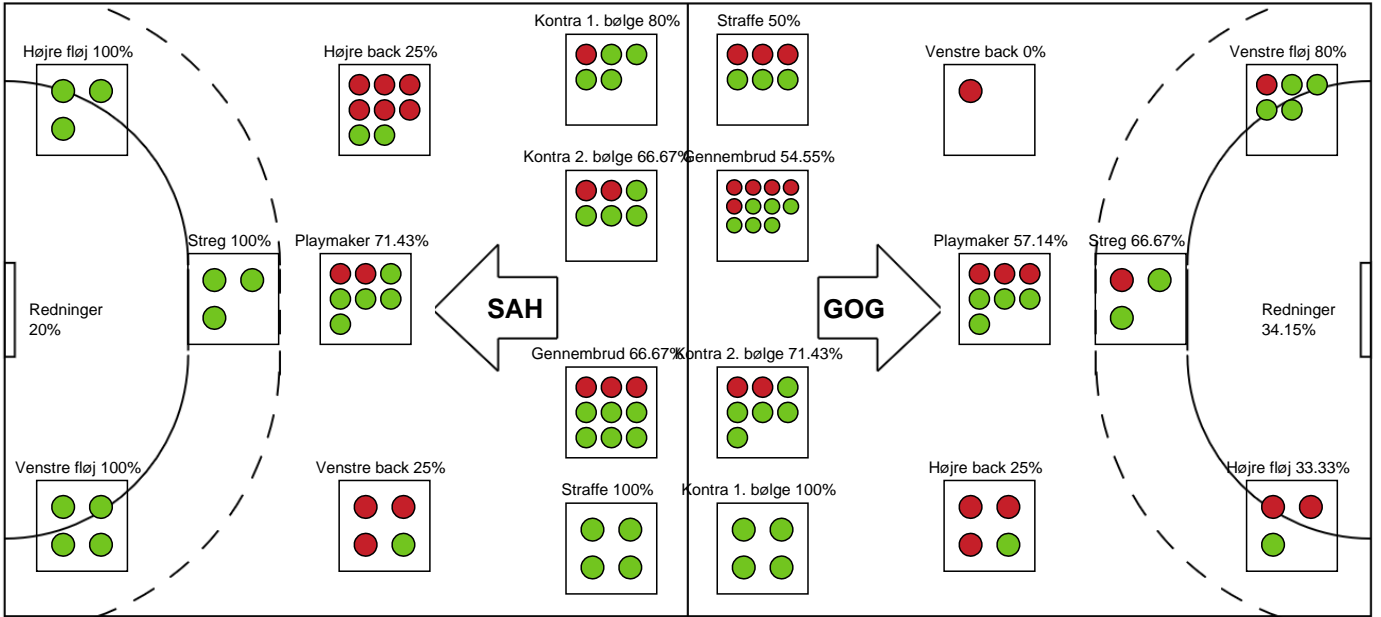 Kontra 1. bølge 80%
Straffe 50%
Højre fløj 100%
Højre back 25%
Venstre back 0%
Venstre fløj 80%
Kontra 2. bølge 66.67%
Gennembrud 54.55%
Streg 100%
Playmaker 71.43%
Playmaker 57.14%
Streg 66.67%
Redninger
20%
SAH
GOG
Redninger
34.15%
Gennembrud 66.67%
Kontra 2. bølge 71.43%
Venstre fløj 100%
Venstre back 25%
Straffe 100%
Kontra 1. bølge 100%
Højre back 25%
Højre fløj 33.33%